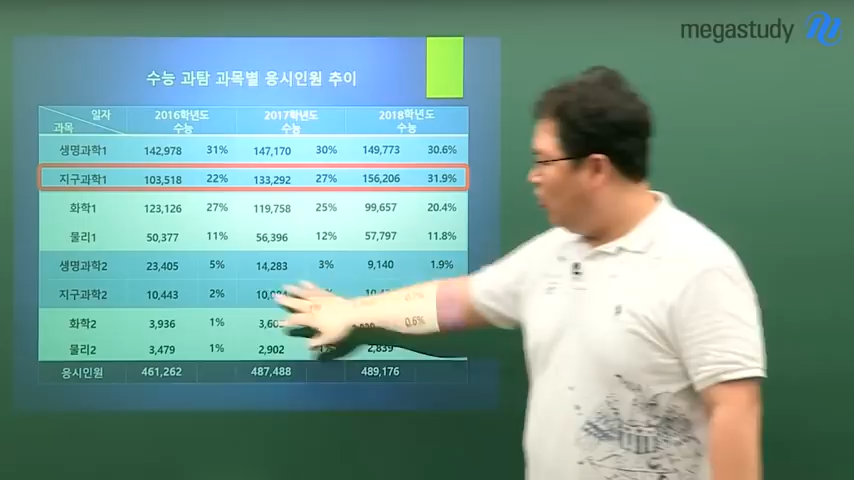 megastudy
수능 과탐 과목별 응시인원 추이
일자 2016학년도 수능 2017학년도 수능 2018학년도 수능
과목
생명과학1 142,978 31% 147,170 30% 149,773 30.6%
지구과학1 103,518 22% 133,292 27% 156,206 31.9%
화학1 123,126 27% 119,758 25% 99,657 20.4%
물리1 50,377 11% 56,396 12% 57,797 11.8%
생명과학2 23,405 5% 14,283 3% 9,140 1.9%
지구과학2 10,443 2%
화학2 3,936 1% 0.6%
물리2 3,479 1% 2,902 2,839
응시인원 461,262 487,488 489,176